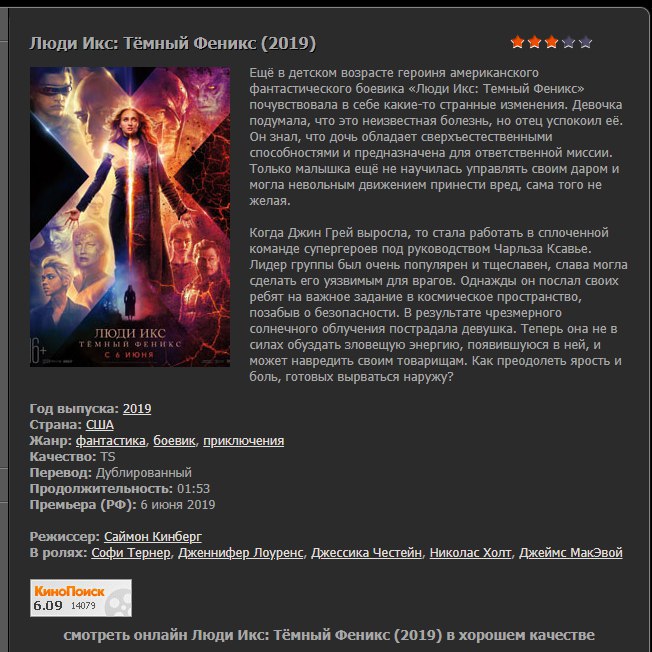 Люди Икс: Тёмный Феникс (2019)
Ещё в детском возрасте героиня американского
фантастического боевика «Люди Икс: Темный Феникс»
почувствовала в себе какие-то странные изменения. Девочка
подумала, что это неизвестная болезнь, но отец успокоил её.
Он знал, что дочь обладает сверхъестественными
способностями и предназначена для ответственной миссии.
Только малышка ещё не научилась управлять своим даром и
могла невольным движением принести вред, сама того не
желая.
Когда Джин Грей выросла, то стала работать в сплоченной
команде супергероев под руководством Чарльза Ксавье.
Лидер группы был очень популярен и тщеславен, слава могла
сделать его уязвимым для врагов. Однажды он послал своих
ребят на важное задание в космическое пространство,
позабыв о безопасности. В результате чрезмерного
солнечного облучения пострадала девушка. Теперь она не в
силах обуздать зловещую энергию, появившуюся в ней, и
может навредить своим товарищам. Как преодолеть ярость и
боль, готовых вырваться наружу?
ЛЮДИ ИКС
ТЁМНЫЙ ФЕНИКС
С 6 ИЮНЯ
16+
Год выпуска: 2019
Страна: США
Жанр: фантастика, боевик, приключения
Качество: TS
Перевод: Дублированный
Продолжительность: 01:53
Премьера (РФ): 6 июня 2019
Режиссер: Саймон Кинберг
В ролях: Софи Тернер, Дженнифер Лоуренс, Джессика Честейн, Николас Холт, Джеймс МакЭвой
КиноПоиск
6.09 14079
смотреть онлайн Люди Икс: Тёмный Феникс (2019) в хорошем качестве